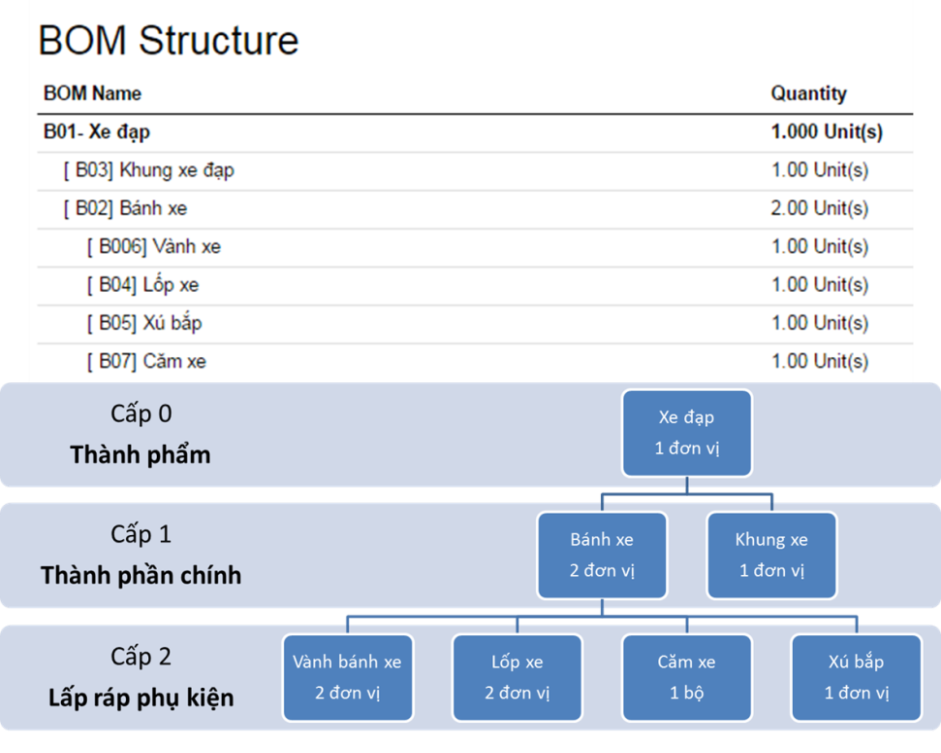 BOM Structure
BOM Name Quantity
B01- Xe đạp 1.000 Unit(s)
[ B03] Khung xe đạp 1.00 Unit(s)
[ B02] Bánh xe 2.00 Unit(s)
[ B006] Vành xe 1.00 Unit(s)
[ B04] Lốp xe 1.00 Unit(s)
[ B05] Xú bắp 1.00 Unit(s)
[ B07] Căm xe 1.00 Unit(s)
Cấp 0
Thành phẩm
Xe đạp
1 đơn vị
Cấp 1
Thành phần chính
Bánh xe
2 đơn vị
Khung xe
1 đơn vị
Cấp 2
Lấp ráp phụ kiện
Vành bánh xe
2 đơn vị
Lốp xe
2 đơn vị
Căm xe
1 bộ
Xú bắp
1 đơn vị